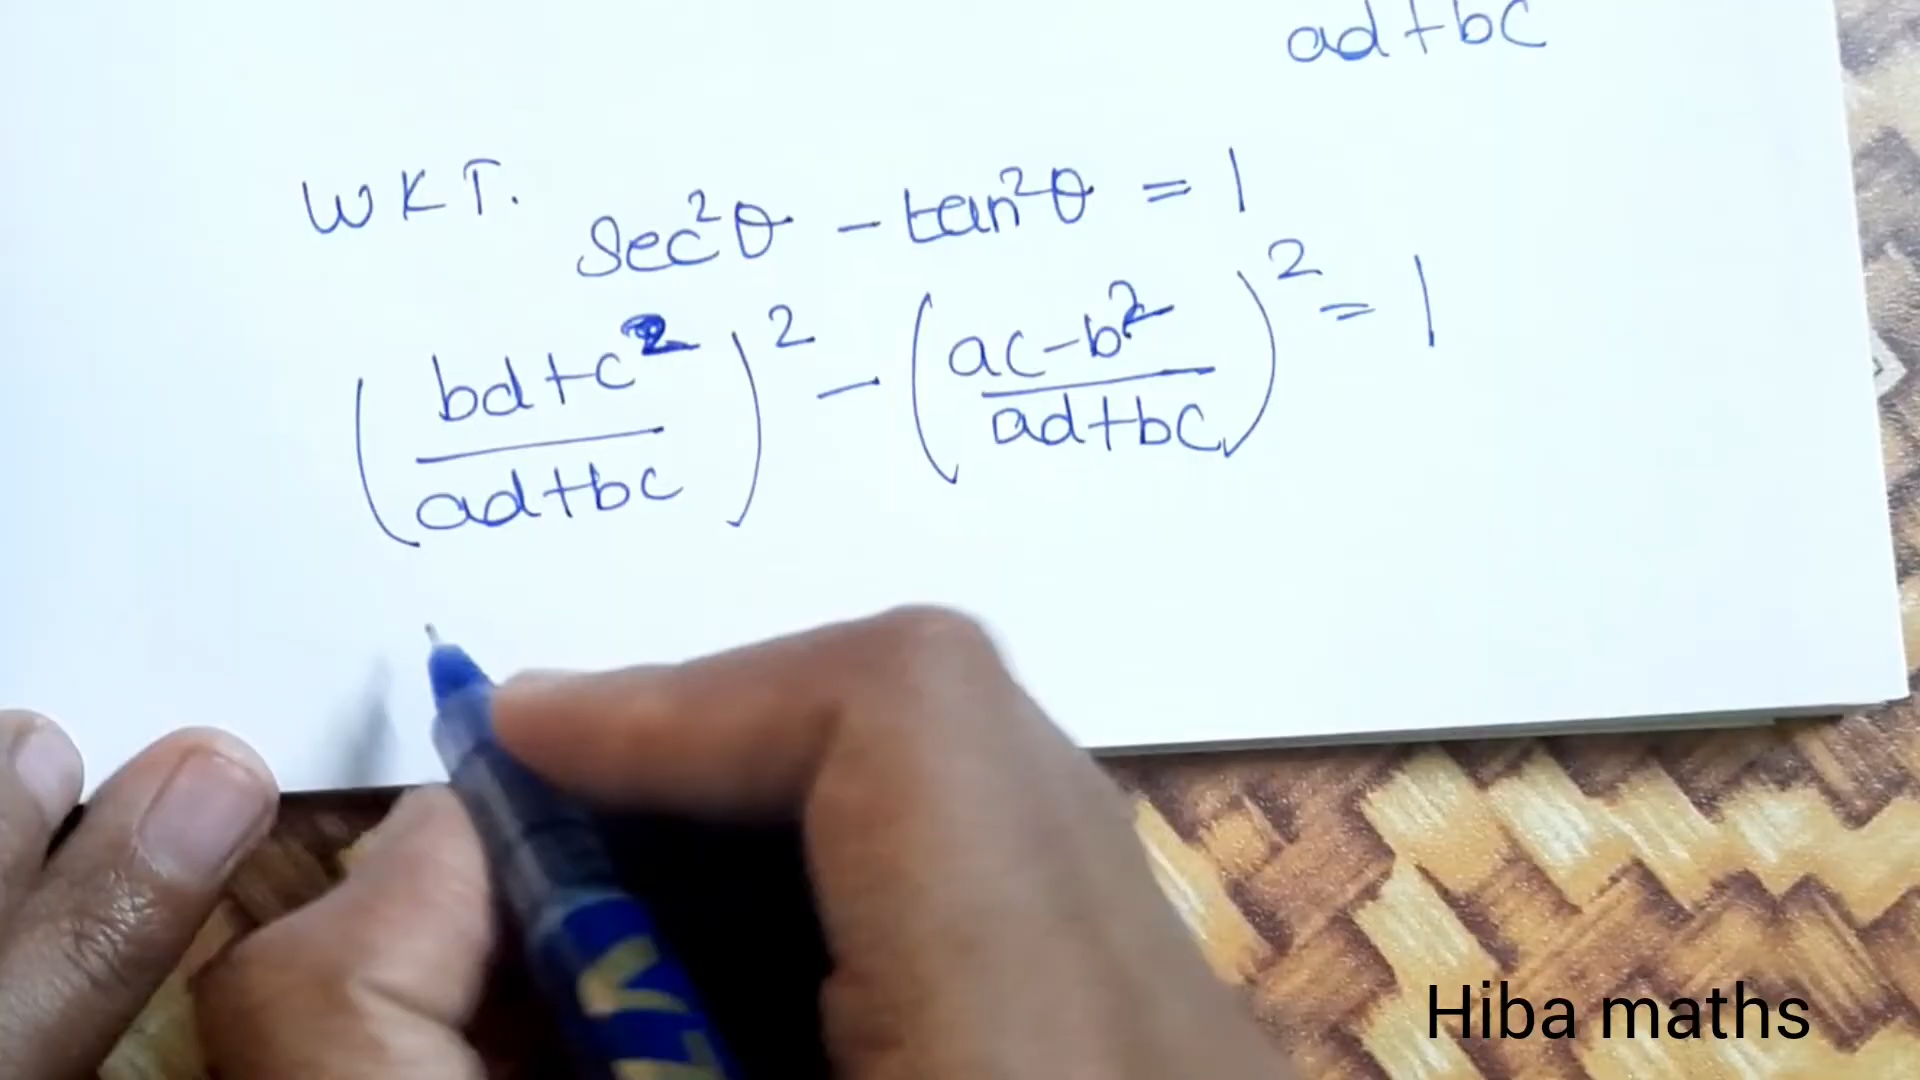 ad+bc
WKT. sec²θ - tan²θ = 1
(bd+c²/ad+bc)² - (ac-b²/ad+bc)² = 1
Hiba maths